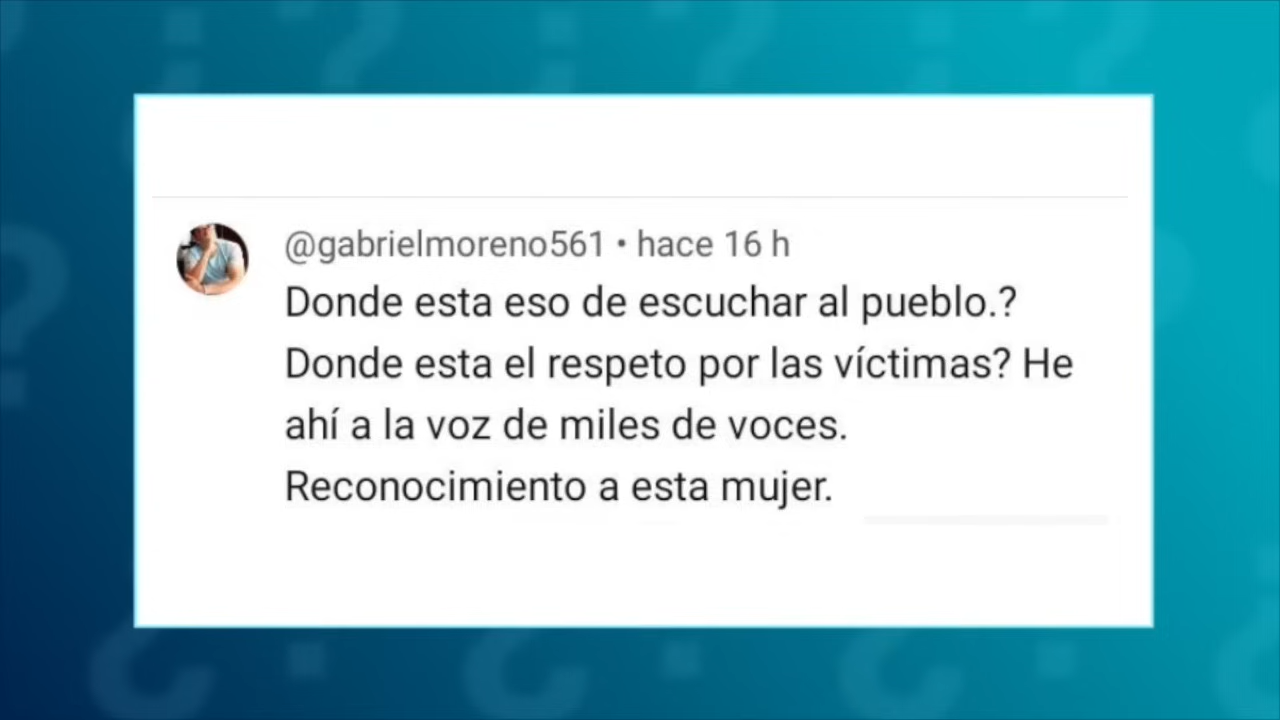 @gabrielmoreno561 • hace 16 h
Donde esta eso de escuchar al pueblo.?
Donde esta el respeto por las víctimas? He
ahí a la voz de miles de voces.
Reconocimiento a esta mujer.